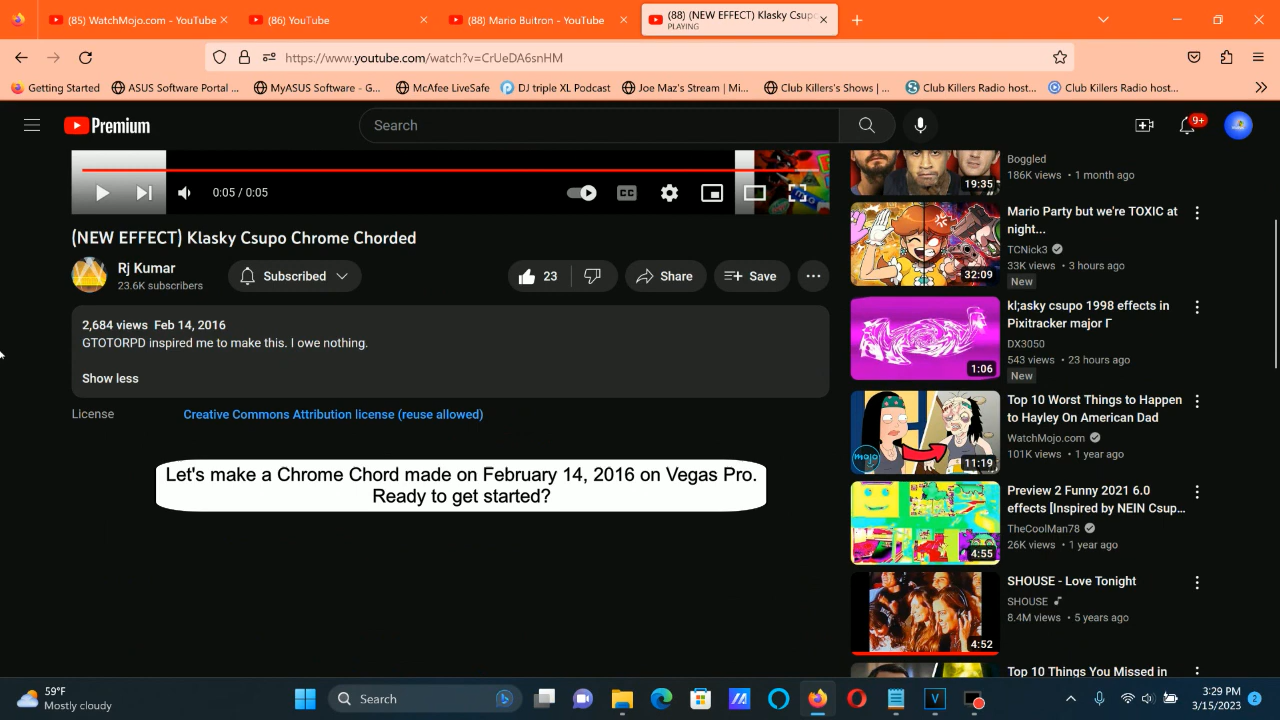 (85) WatchMojo.com - YouTube
(86) YouTube
(88) Mario Buitron - YouTube
(88) (NEW EFFECT) Klasky Csupo
PLAYING
https://www.youtube.com/watch?v=CrUeDA6snHM
Getting Started
ASUS Software Portal ...
MyASUS Software - G...
McAfee LiveSafe
DJ triple XL Podcast
Joe Maz's Stream | Mi...
Club Killers's Shows | ...
Club Killers Radio host...
Club Killers Radio host...
Premium
Search
9+
0:05 / 0:05
CC
(NEW EFFECT) Klasky Csupo Chrome Chorded
Rj Kumar
23.6K subscribers
Subscribed
23
Share
Save
2,684 views Feb 14, 2016
GTOTORPD inspired me to make this. I owe nothing.
Show less
License
Creative Commons Attribution license (reuse allowed)
Let's make a Chrome Chord made on February 14, 2016 on Vegas Pro.
Ready to get started?
19:35
Boggled
186K views • 1 month ago
32:09
Mario Party but we're TOXIC at
night...
TCNick3
33K views • 3 hours ago
New
1:06
kl;asky csupo 1998 effects in
Pixitracker major Γ
DX3050
543 views • 23 hours ago
New
mojo
11:19
Top 10 Worst Things to Happen
to Hayley On American Dad
WatchMojo.com
101K views • 1 year ago
4:55
Preview 2 Funny 2021 6.0
effects [Inspired by NEIN Csup...
TheCoolMan78
26K views • 1 year ago
4:52
SHOUSE - Love Tonight
SHOUSE
8.4M views • 5 years ago
Top 10 Things You Missed in
59°F
Mostly cloudy
Search
V
3:29 PM
3/15/2023
2